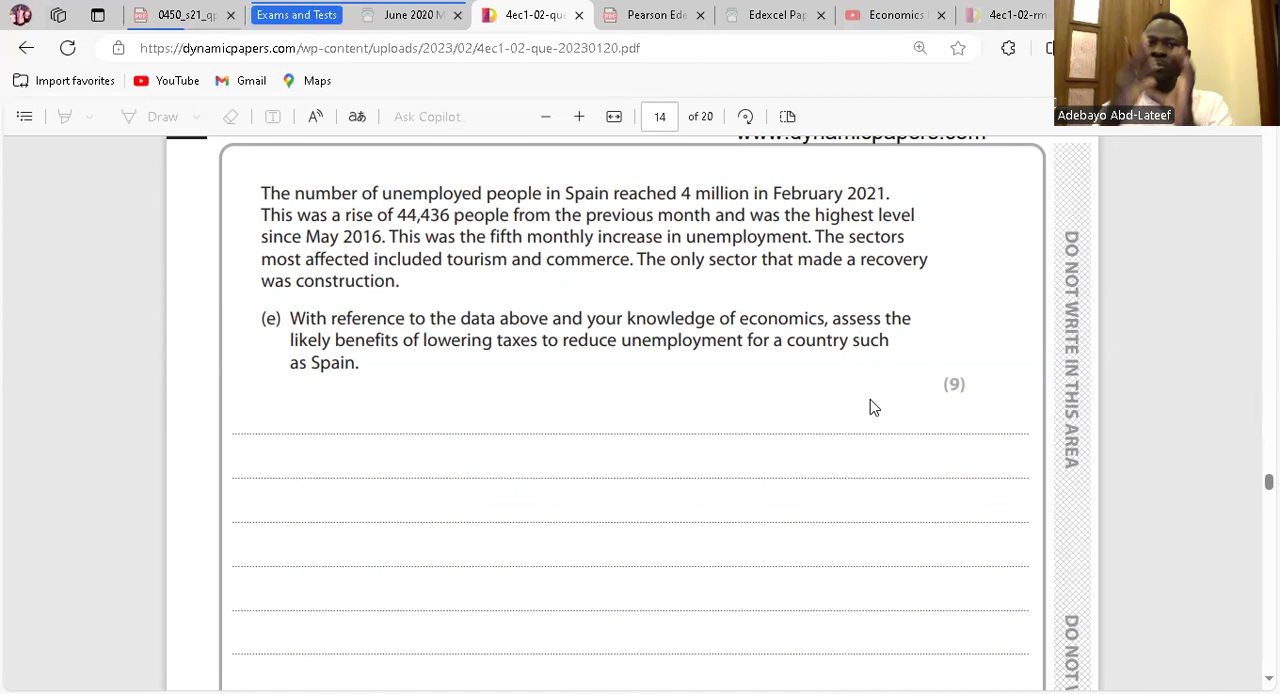 0450_s21_qp
Exams and Tests
June 2020 M
4ec1-02-que
Pearson Ede
Edexcel Pap
Economics
4ec1-02-rm
https://dynamicpapers.com/wp-content/uploads/2023/02/4ec1-02-que-20230120.pdf
Import favorites
YouTube
Gmail
Maps
Adebayo Abd-Lateef
Draw
Ask Copilot
14
of 20
www.dynamicpapers.com
The number of unemployed people in Spain reached 4 million in February 2021.
This was a rise of 44,436 people from the previous month and was the highest level
since May 2016. This was the fifth monthly increase in unemployment. The sectors
most affected included tourism and commerce. The only sector that made a recovery
was construction.
(e) With reference to the data above and your knowledge of economics, assess the
likely benefits of lowering taxes to reduce unemployment for a country such
as Spain.
(9)
DO NOT WRITE IN THIS AREA
DO NOT